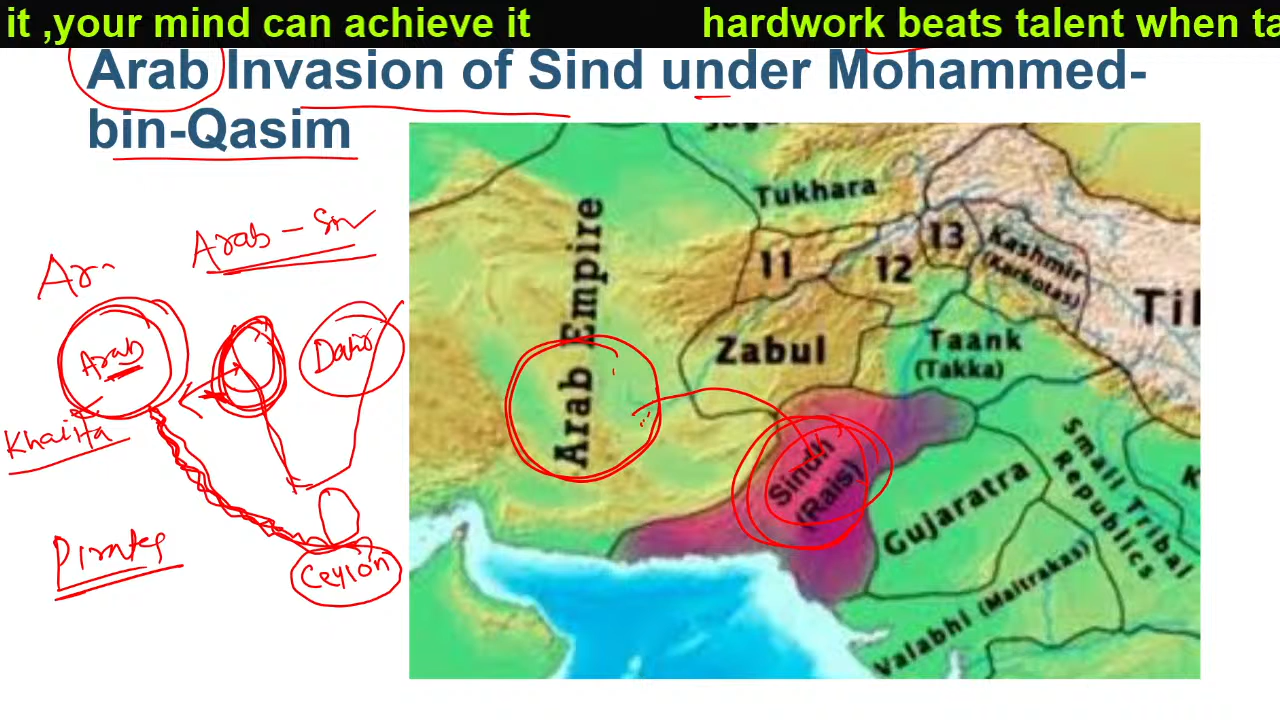 it ,your mind can achieve it hardwork beats talent when ta
Arab Invasion of Sind under Mohammed-
bin-Qasim
Arab - Sin
Ar
Arab
Dahir
Khalifa
Pirates
Ceylon
Tukhara
Arab Empire
11
12
13
Kashmir
(Karkotas)
Til
Zabul
Taank
(Takka)
Sindh
(Rais)
Gujaratra
Small Tribal
Republics
K
Valabhi (Maitrakas)